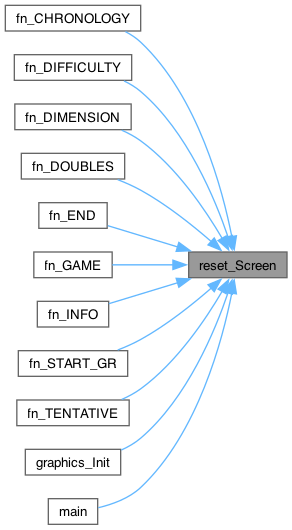 fn_CHRONOLOGY
fn_DIFFICULTY
fn_DIMENSION
fn_DOUBLES
fn_END
fn_GAME
reset_Screen
fn_INFO
fn_START_GR
fn_TENTATIVE
graphics_Init
main